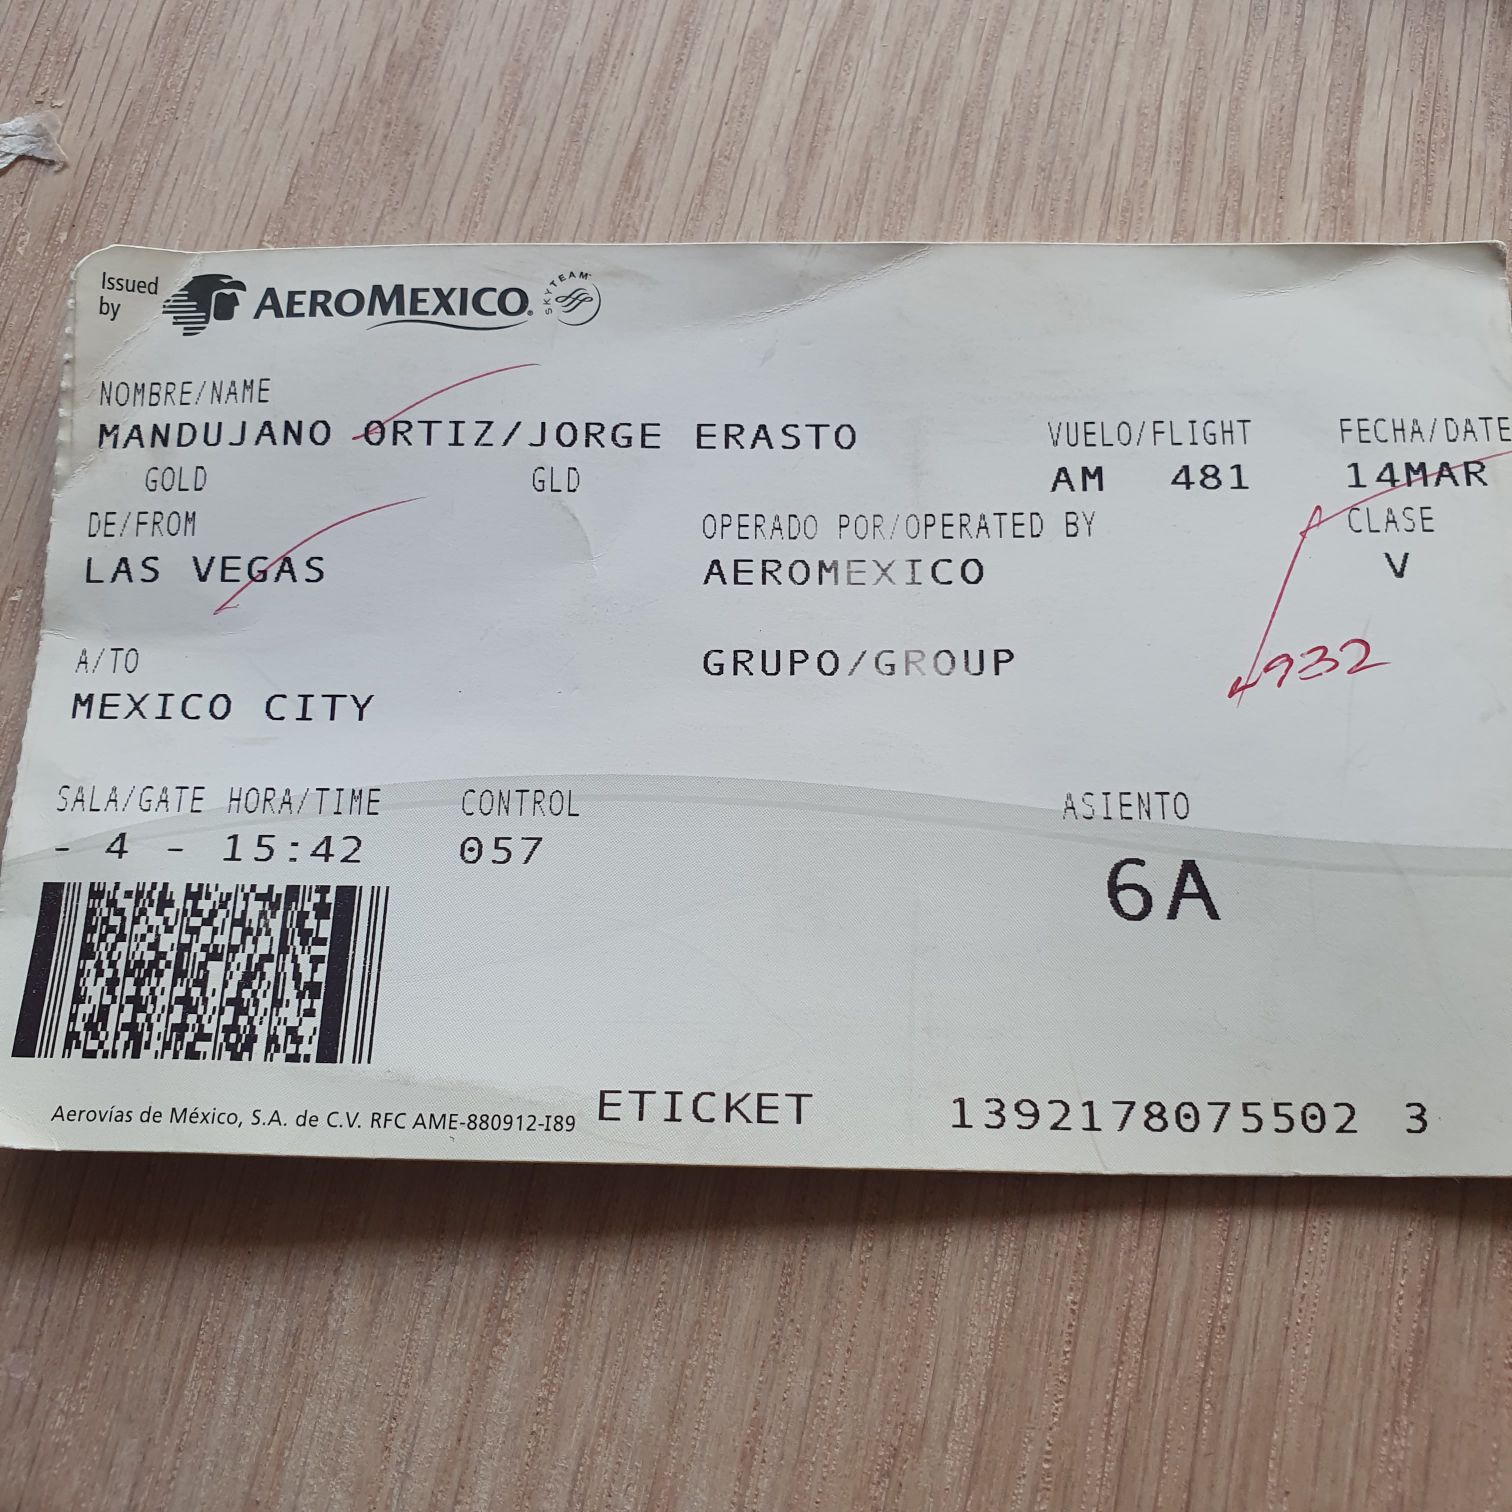 Issued by AEROMEXICO. SKYTEAM
NOMBRE/NAME
MANDUJANO ORTIZ/JORGE ERASTO VUELO/FLIGHT FECHA/DATE
GOLD GLD AM 481 14MAR
DE/FROM OPERADO POR/OPERATED BY CLASE
LAS VEGAS AEROMEXICO V
A/TO GRUPO/GROUP 932
MEXICO CITY
SALA/GATE HORA/TIME CONTROL ASIENTO
- 4 - 15:42 057 6A
Aerovías de México, S.A. de C.V. RFC AME-880912-I89 ETICKET 1392178075502 3